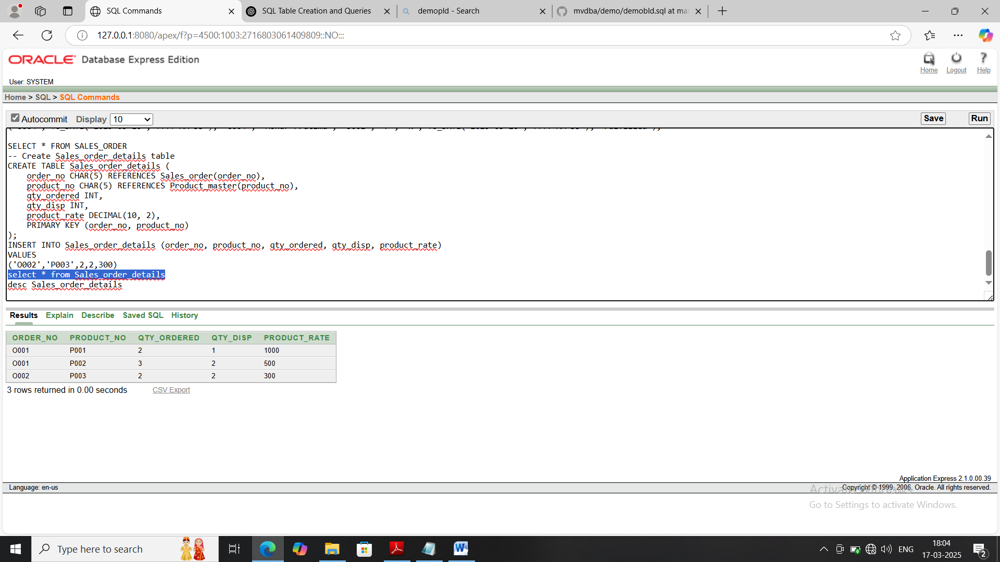 SQL Commands
SQL Table Creation and Queries
demopld - Search
mvdba/demo/demobld.sql at mas
127.0.0.1:8080/apex/f?p=4500:1003:2716803061409809::NO:::
ORACLE Database Express Edition
Home Logout Help
User: SYSTEM
Home > SQL > SQL Commands
Autocommit Display 10 Save Run
SELECT * FROM SALES_ORDER
-- Create Sales_order_details table
CREATE TABLE Sales_order_details (
order_no CHAR(5) REFERENCES Sales_order(order_no),
product_no CHAR(5) REFERENCES Product_master(product_no),
qty_ordered INT,
qty_disp INT,
product_rate DECIMAL(10, 2),
PRIMARY KEY (order_no, product_no)
);
INSERT INTO Sales_order_details (order_no, product_no, qty_ordered, qty_disp, product_rate)
VALUES
('O002','P003',2,2,300)
select * from Sales_order_details
desc Sales_order_details
Results Explain Describe Saved SQL History
ORDER_NO PRODUCT_NO QTY_ORDERED QTY_DISP PRODUCT_RATE
O001 P001 2 1 1000
O001 P002 3 2 500
O002 P003 2 2 300
3 rows returned in 0.00 seconds CSV Export
Application Express 2.1.0.00.39
Language: en-us Copyright © 1999, 2006, Oracle. All rights reserved.
Activate Windows
Go to Settings to activate Windows.
Type here to search
ENG
18:04
17-03-2025
2